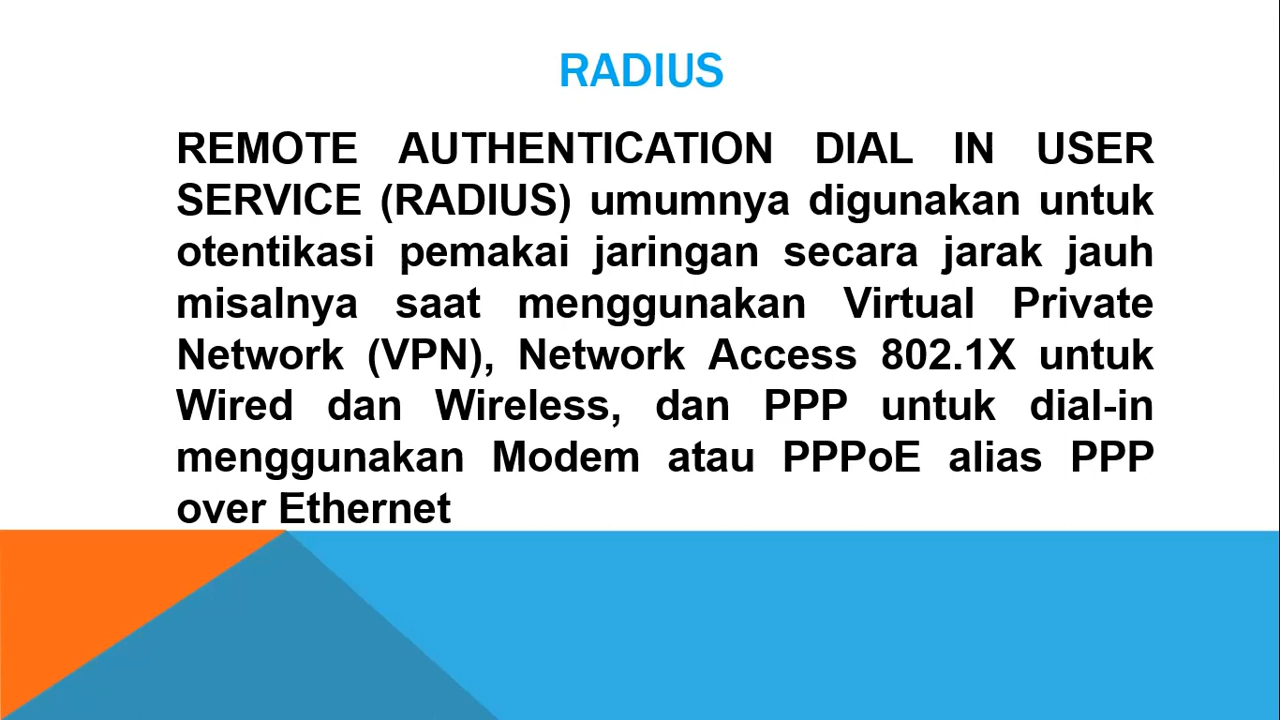 RADIUS
REMOTE AUTHENTICATION DIAL IN USER
SERVICE (RADIUS) umumnya digunakan untuk
otentikasi pemakai jaringan secara jarak jauh
misalnya saat menggunakan Virtual Private
Network (VPN), Network Access 802.1X untuk
Wired dan Wireless, dan PPP untuk dial-in
menggunakan Modem atau PPPoE alias PPP
over Ethernet